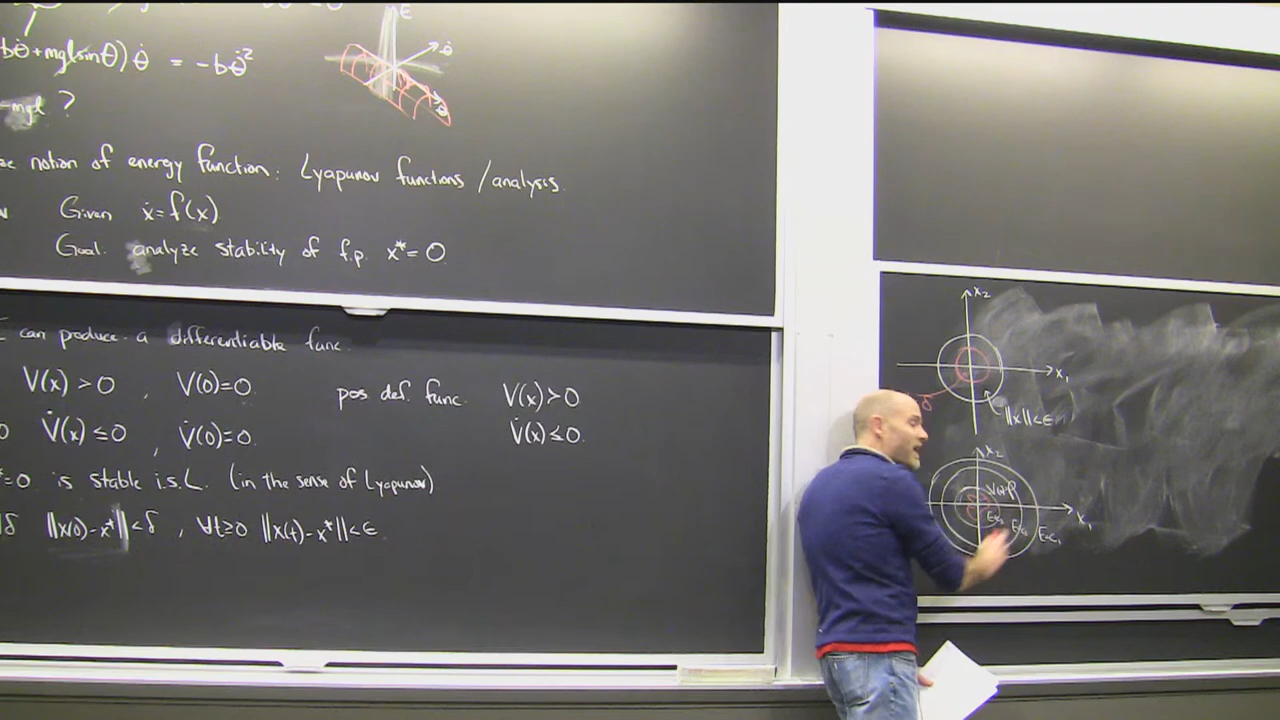 bθ̇+mglsinθ)θ̇ = -bθ̇²
-mgl ?
E
θ̇
θ
notion of energy function: Lyapunov functions / analysis.
Given ẋ=f(x)
Goal: analyze stability of f.p. x*=0
can produce a differentiable func.
V(x)>0 , V(0)=0. pos def. func. V(x)≻0
V̇(x)≤0 , V̇(0)=0. V̇(x)⪯0.
=0 is stable i.s.L. (in the sense of Lyapunov)
δ ||x(0)-x*||<δ , ∀t≥0 ||x(t)-x*||<ε
x₂
x₁
δ
||x||<ε
x₂
x₁